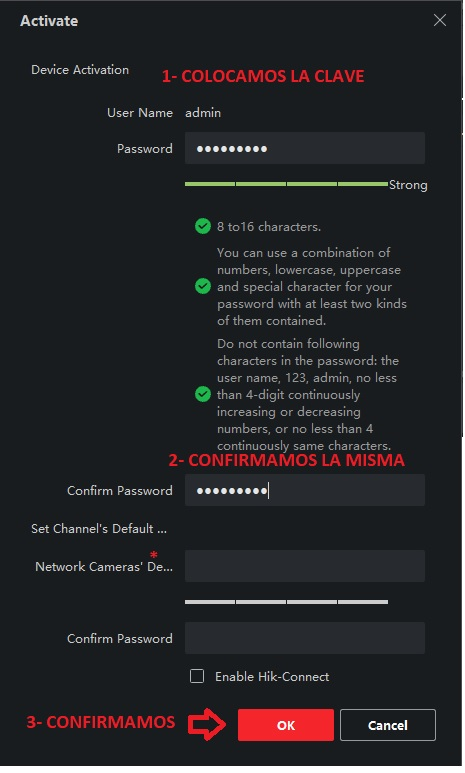 Activate
Device Activation
1- COLOCAMOS LA CLAVE
User Name admin
Password ●●●●●●●●●
Strong
8 to16 characters.
You can use a combination of
numbers, lowercase, uppercase
and special character for your
password with at least two kinds
of them contained.
Do not contain following
characters in the password: the
user name, 123, admin, no less
than 4-digit continuously
increasing or decreasing
numbers, or no less than 4
continuously same characters.
2- CONFIRMAMOS LA MISMA
Confirm Password ●●●●●●●●●
Set Channel's Default ...
*
Network Cameras' De...
Confirm Password
Enable Hik-Connect
3- CONFIRMAMOS
OK
Cancel